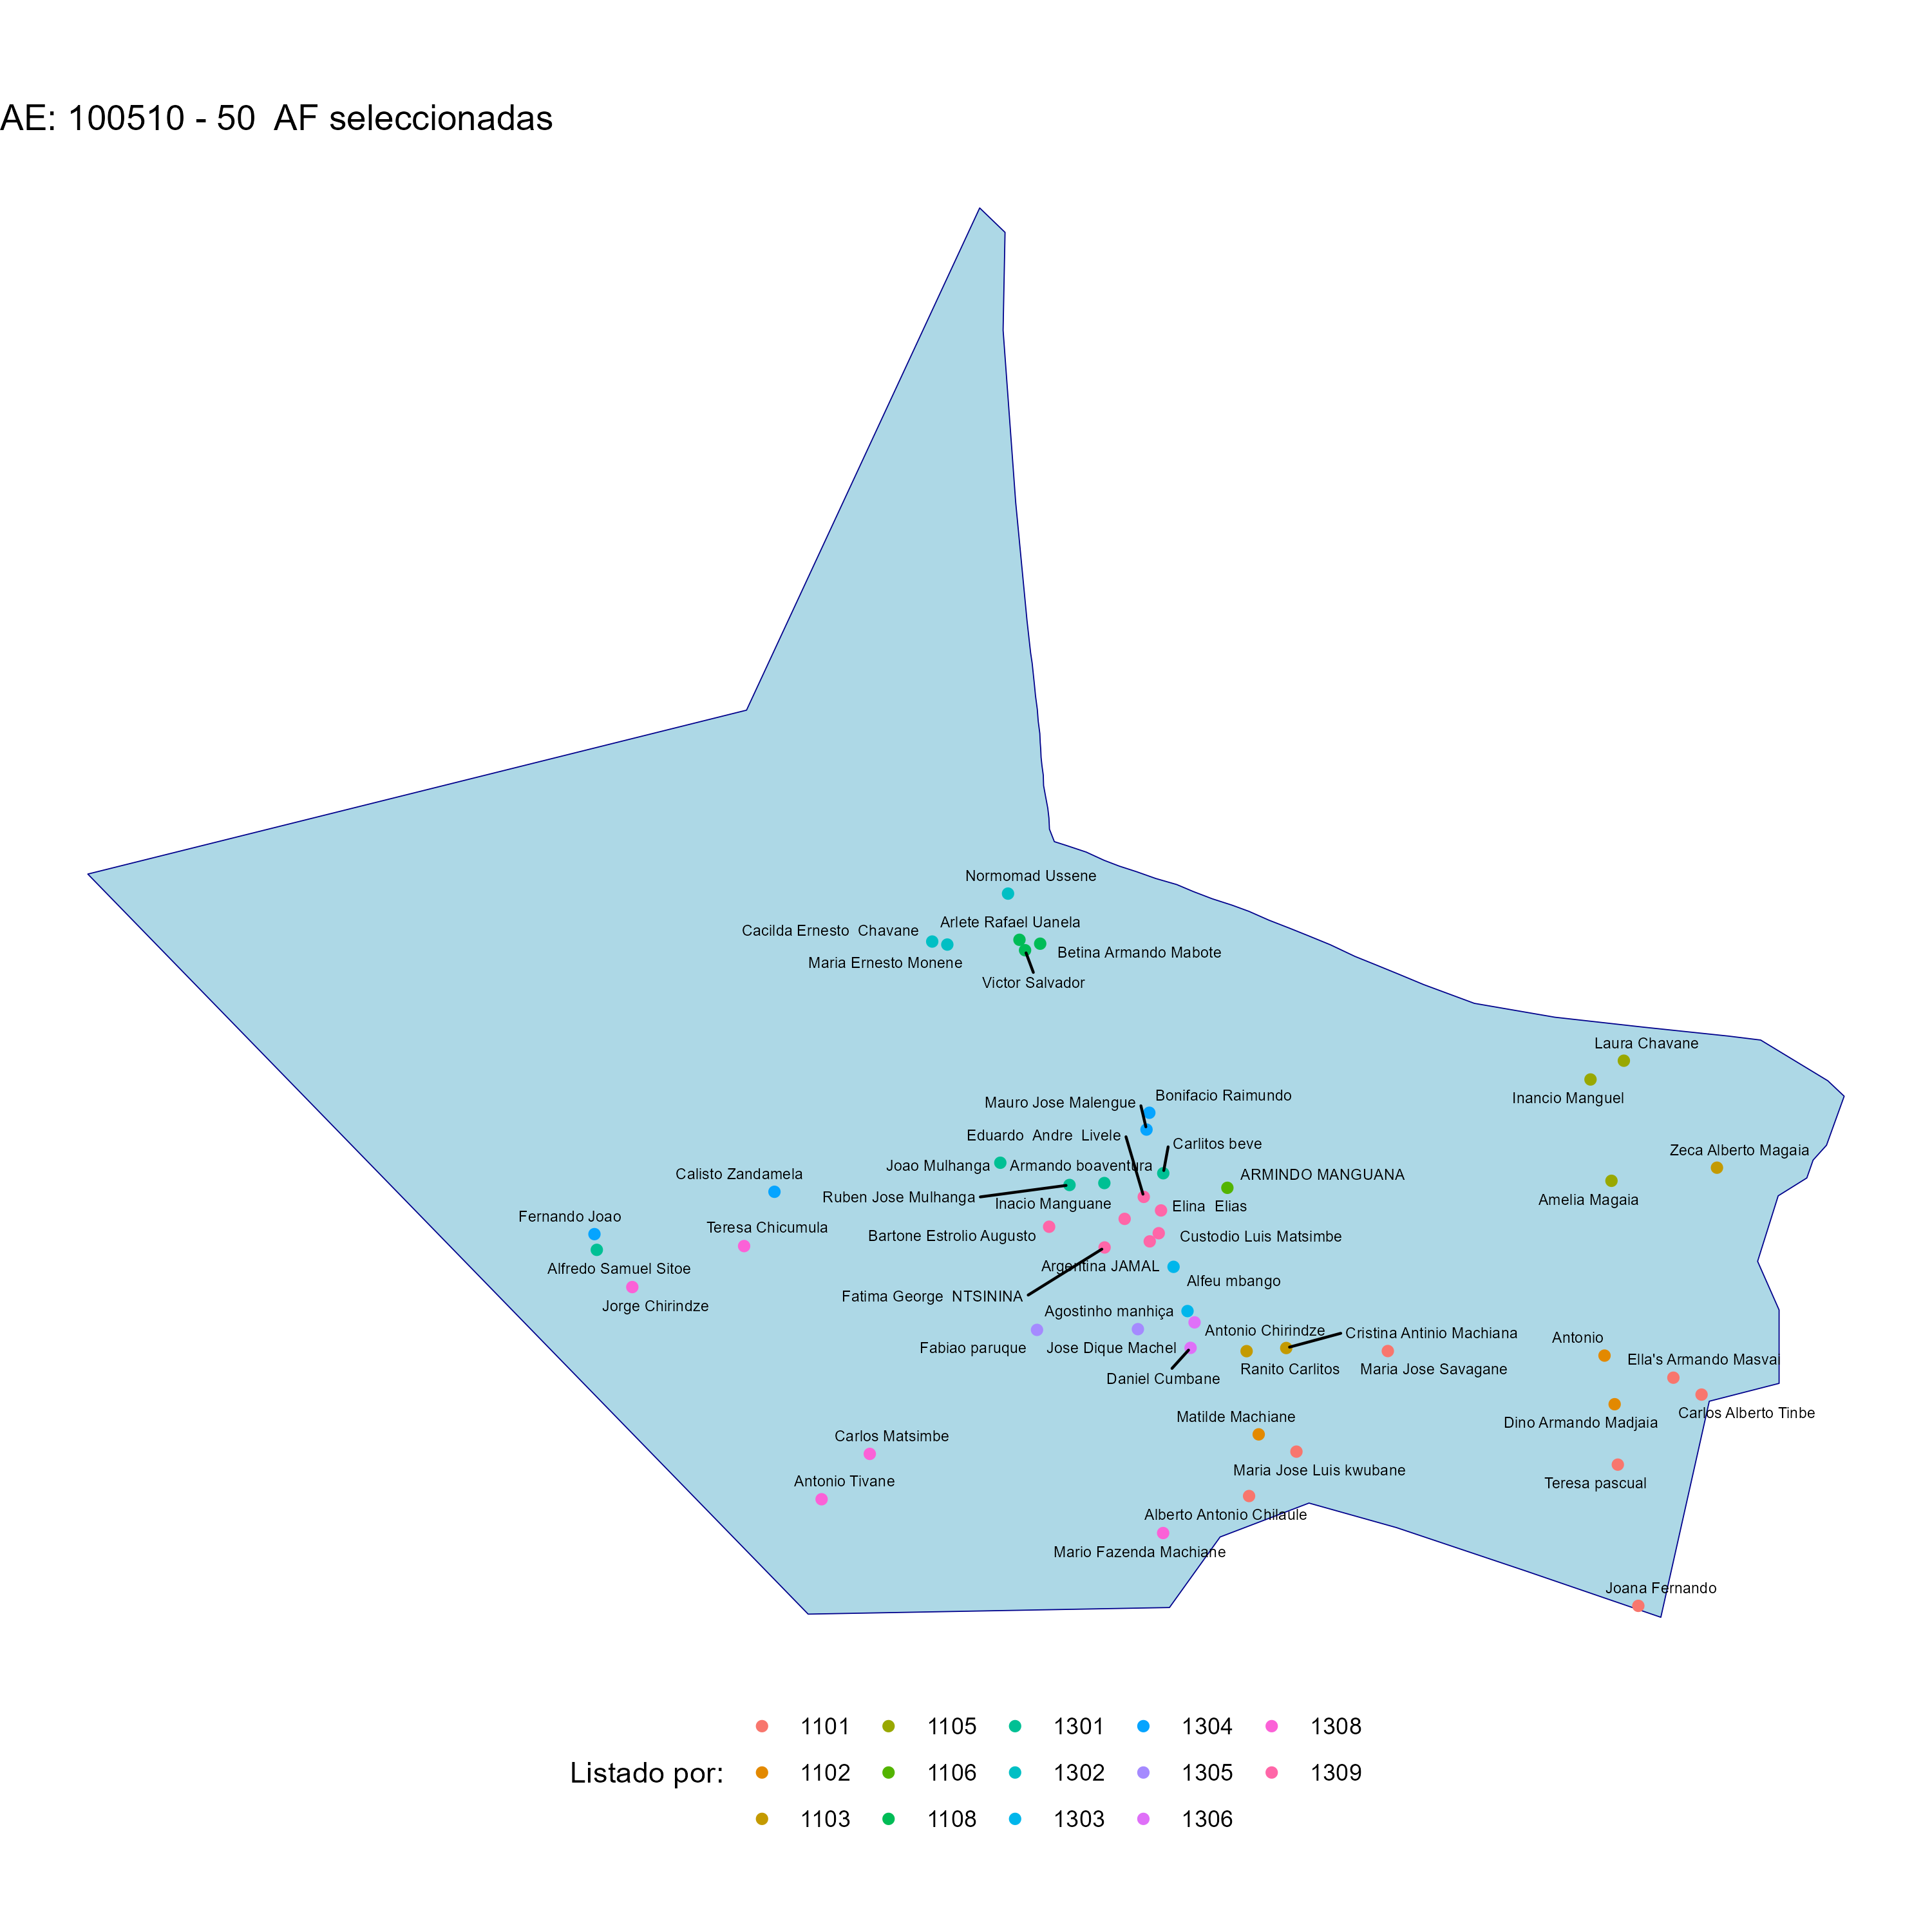 AE: 100510 - 50  AF seleccionadas
Normomad Ussene
Arlete Rafael Uanela
Cacilda Ernesto  Chavane
Betina Armando Mabote
Maria Ernesto Monene
Victor Salvador
Laura Chavane
Inancio Manguel
Bonifacio Raimundo
Mauro Jose Malengue
Eduardo  Andre  Livele
Carlitos beve
Zeca Alberto Magaia
Joao Mulhanga
Armando boaventura
Calisto Zandamela
ARMINDO MANGUANA
Ruben Jose Mulhanga
Amelia Magaia
Inacio Manguane
Elina  Elias
Fernando Joao
Teresa Chicumula
Bartone Estrolio Augusto
Custodio Luis Matsimbe
Alfredo Samuel Sitoe
Argentina JAMAL
Alfeu mbango
Fatima George  NTSININA
Jorge Chirindze
Agostinho manhiça
Antonio Chirindze
Cristina Antinio Machiana
Antonio
Fabiao paruque
Jose Dique Machel
Ella's Armando Masvai
Ranito Carlitos
Maria Jose Savagane
Daniel Cumbane
Carlos Alberto Tinbe
Matilde Machiane
Dino Armando Madjaia
Carlos Matsimbe
Maria Jose Luis kwubane
Antonio Tivane
Teresa pascual
Alberto Antonio Chilaule
Mario Fazenda Machiane
Joana Fernando
Listado por:
1101
1102
1103
1105
1106
1108
1301
1302
1303
1304
1305
1306
1308
1309